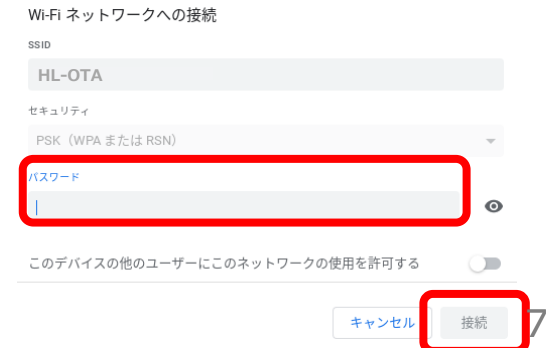 Wi-Fi ネットワークへの接続
SSID
HL-OTA
セキュリティ
PSK（WPA または RSN）
パスワード
このデバイスの他のユーザーにこのネットワークの使用を許可する
キャンセル 接続 7